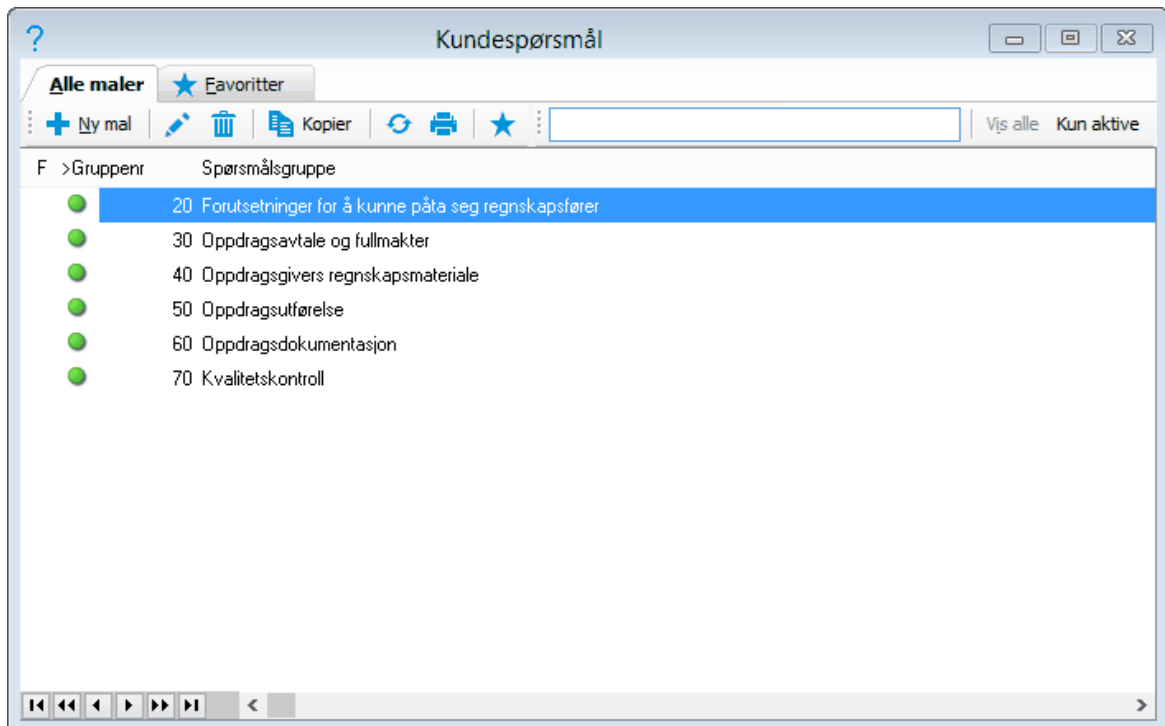 ? Kundespørsmål
Alle maler Favoritter
Ny mal Kopier Vis alle Kun aktive
F >Gruppenr Spørsmålsgruppe
20 Forutsetninger for å kunne påta seg regnskapsfører
30 Oppdragsavtale og fullmakter
40 Oppdragsgivers regnskapsmateriale
50 Oppdragsutførelse
60 Oppdragsdokumentasjon
70 Kvalitetskontroll